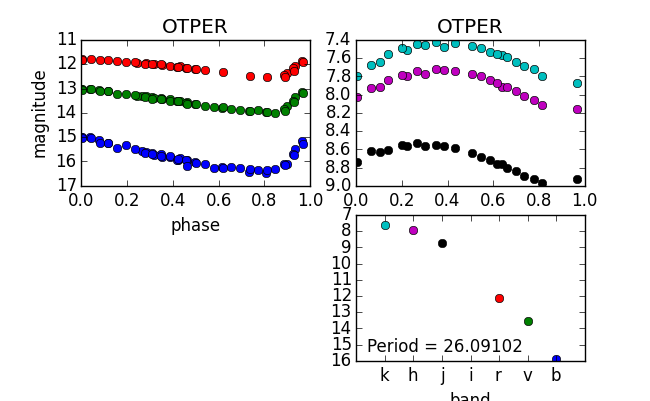 OTPER
11
12
13
14
15
16
17
magnitude
0.0 0.2 0.4 0.6 0.8 1.0
phase
OTPER
7.4
7.6
7.8
8.0
8.2
8.4
8.6
8.8
9.0
0.0 0.2 0.4 0.6 0.8 1.0
7
8
9
10
11
12
13
14
15
16
Period = 26.09102
k h j i r v b
band